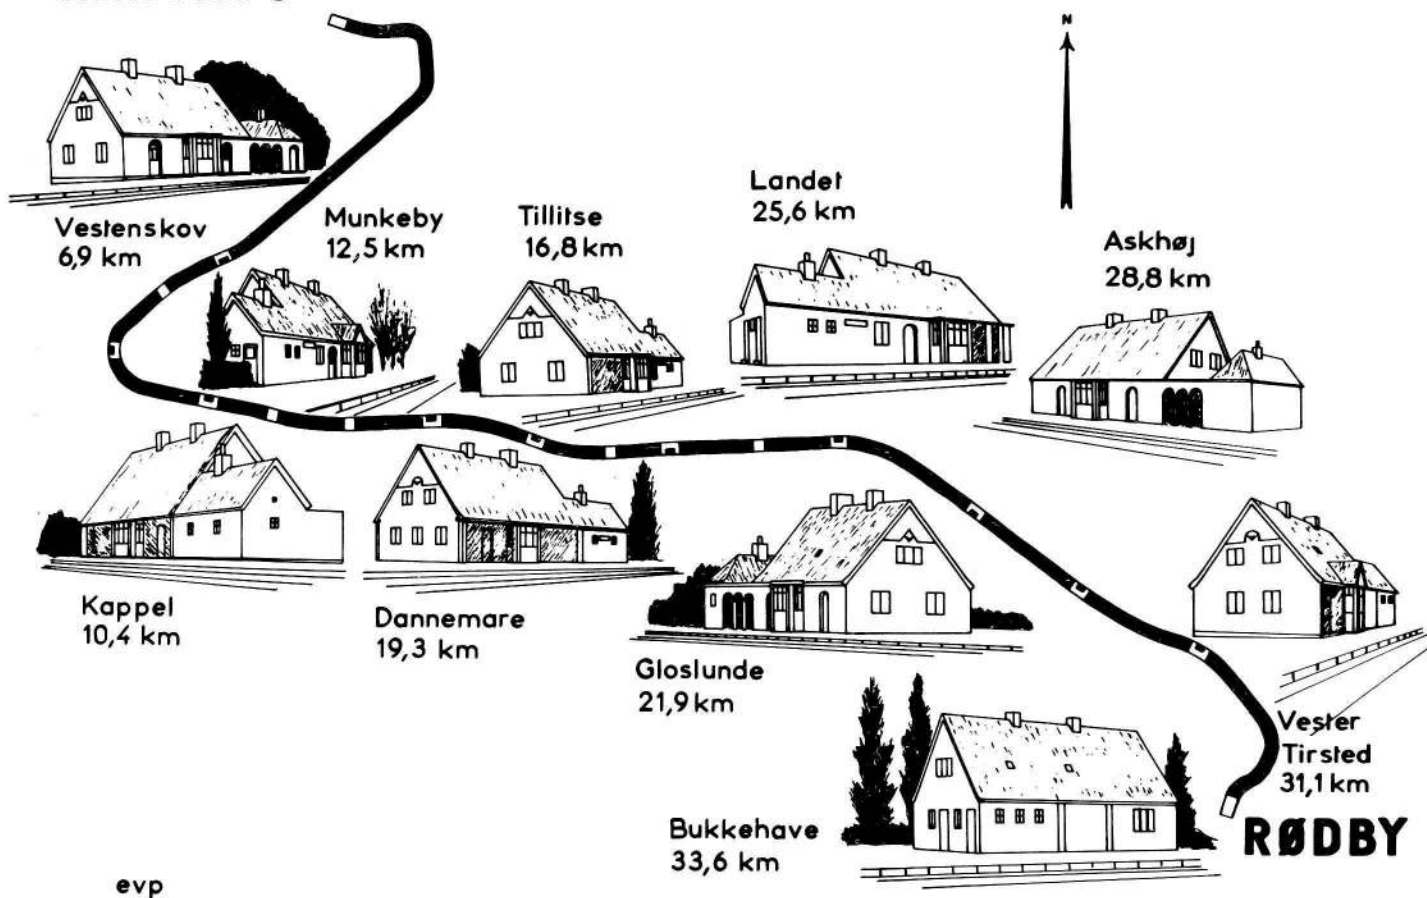 N
Vestenskov
6,9 km
Munkeby
12,5 km
Tillitse
16,8 km
Landet
25,6 km
Askhøj
28,8 km
Kappel
10,4 km
Dannemare
19,3 km
Gloslunde
21,9 km
Vester
Tirsted
31,1 km
Bukkehave
33,6 km
RØDBY
evp